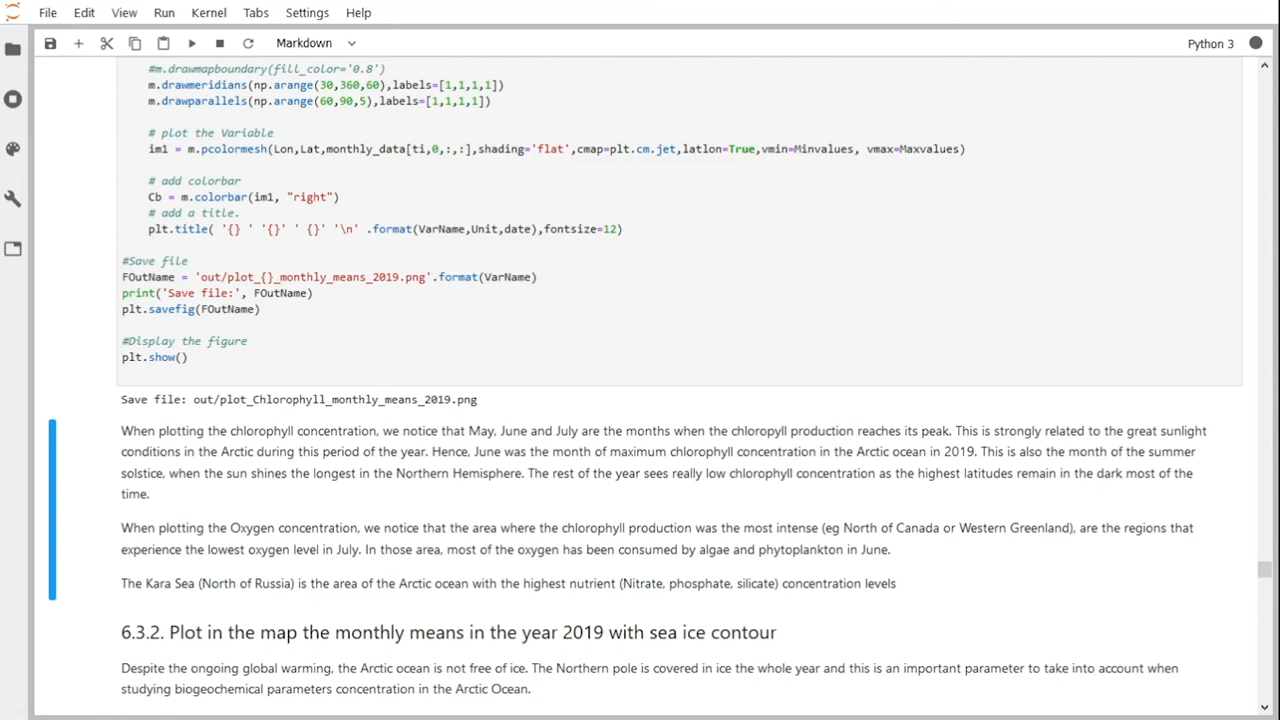 File Edit View Run Kernel Tabs Settings Help
Markdown Python 3
#m.drawmapboundary(fill_color='0.8')
m.drawmeridians(np.arange(30,360,60),labels=[1,1,1,1])
m.drawparallels(np.arange(60,90,5),labels=[1,1,1,1])
# plot the Variable
im1 = m.pcolormesh(Lon,Lat,monthly_data[ti,0,:,:],shading='flat',cmap=plt.cm.jet,latlon=True,vmin=Minvalues, vmax=Maxvalues)
# add colorbar
Cb = m.colorbar(im1, "right")
# add a title.
plt.title( '{} ' '{}' ' {}' '\n' .format(VarName,Unit,date),fontsize=12)
#Save file
FOutName = 'out/plot_{}_monthly_means_2019.png'.format(VarName)
print('Save file:', FOutName)
plt.savefig(FOutName)
#Display the figure
plt.show()
Save file: out/plot_Chlorophyll_monthly_means_2019.png
When plotting the chlorophyll concentration, we notice that May, June and July are the months when the chloropyll production reaches its peak. This is strongly related to the great sunlight
conditions in the Arctic during this period of the year. Hence, June was the month of maximum chlorophyll concentration in the Arctic ocean in 2019. This is also the month of the summer
solstice, when the sun shines the longest in the Northern Hemisphere. The rest of the year sees really low chlorophyll concentration as the highest latitudes remain in the dark most of the
time.
When plotting the Oxygen concentration, we notice that the area where the chlorophyll production was the most intense (eg North of Canada or Western Greenland), are the regions that
experience the lowest oxygen level in July. In those area, most of the oxygen has been consumed by algae and phytoplankton in June.
The Kara Sea (North of Russia) is the area of the Arctic ocean with the highest nutrient (Nitrate, phosphate, silicate) concentration levels
6.3.2. Plot in the map the monthly means in the year 2019 with sea ice contour
Despite the ongoing global warming, the Arctic ocean is not free of ice. The Northern pole is covered in ice the whole year and this is an important parameter to take into account when
studying biogeochemical parameters concentration in the Arctic Ocean.